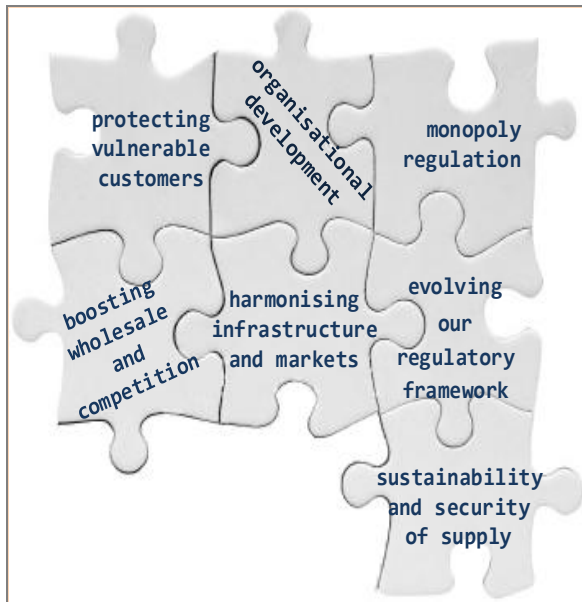 protecting
vulnerable
customers
organisational
development
monopoly
regulation
boosting
wholesale
and
competition
harmonising
infrastructure
and markets
evolving
our
regulatory
framework
sustainability
and security
of supply